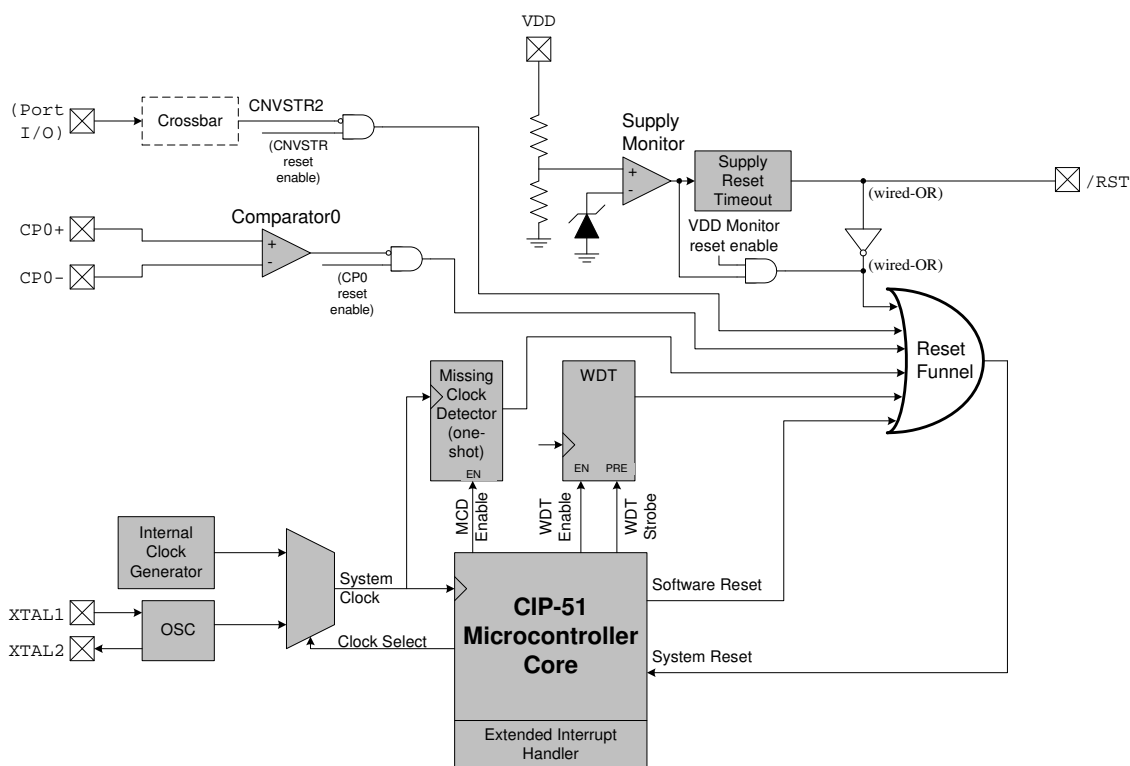 VDD
(Port
I/O)
Crossbar
CNVSTR2
(CNVSTR
reset
enable)
Supply
Monitor
+
-
Supply
Reset
Timeout
(wired-OR)
/RST
VDD Monitor
reset enable
(wired-OR)
CP0+
CP0-
Comparator0
+
-
(CP0
reset
enable)
Reset
Funnel
Missing
Clock
Detector
(one-
shot)
EN
WDT
EN
PRE
MCD
Enable
WDT
Enable
WDT
Strobe
Internal
Clock
Generator
System
Clock
XTAL1
XTAL2
OSC
Clock Select
CIP-51
Microcontroller
Core
Software Reset
System Reset
Extended Interrupt
Handler